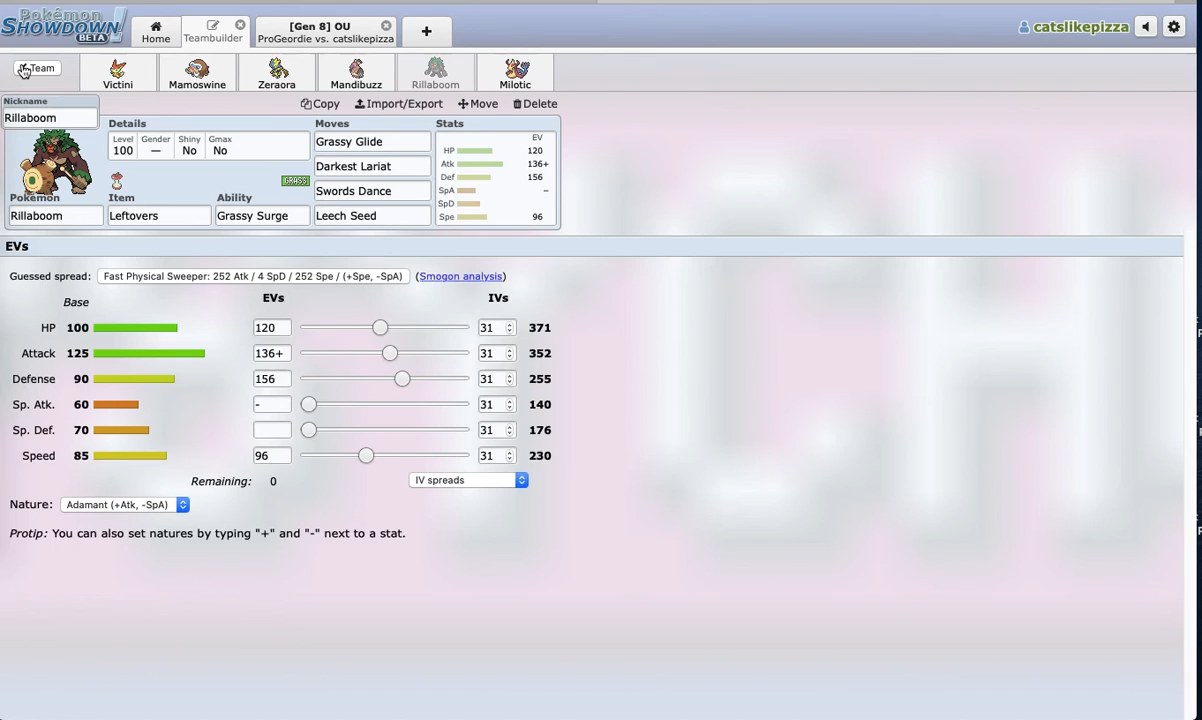 Pokémon
SHOWDOWN!
BETA
Home
Teambuilder
[Gen 8] OU
ProGeordie vs. catslikepizza
catslikepizza
Team
Victini
Mamoswine
Zeraora
Mandibuzz
Rillaboom
Milotic
Nickname
Rillaboom
Copy
Import/Export
Move
Delete
Details
Level
100
Gender
—
Shiny
No
Gmax
No
GRASS
Pokémon
Rillaboom
Item
Leftovers
Ability
Grassy Surge
Moves
Grassy Glide
Darkest Lariat
Swords Dance
Leech Seed
Stats
EV
HP 120
Atk 136+
Def 156
SpA –
SpD
Spe 96
EVs
Guessed spread: Fast Physical Sweeper: 252 Atk / 4 SpD / 252 Spe / (+Spe, -SpA) (Smogon analysis)
Base EVs IVs
HP 100 120 31 371
Attack 125 136+ 31 352
Defense 90 156 31 255
Sp. Atk. 60 - 31 140
Sp. Def. 70 31 176
Speed 85 96 31 230
Remaining: 0 IV spreads
Nature: Adamant (+Atk, -SpA)
Protip: You can also set natures by typing "+" and "-" next to a stat.